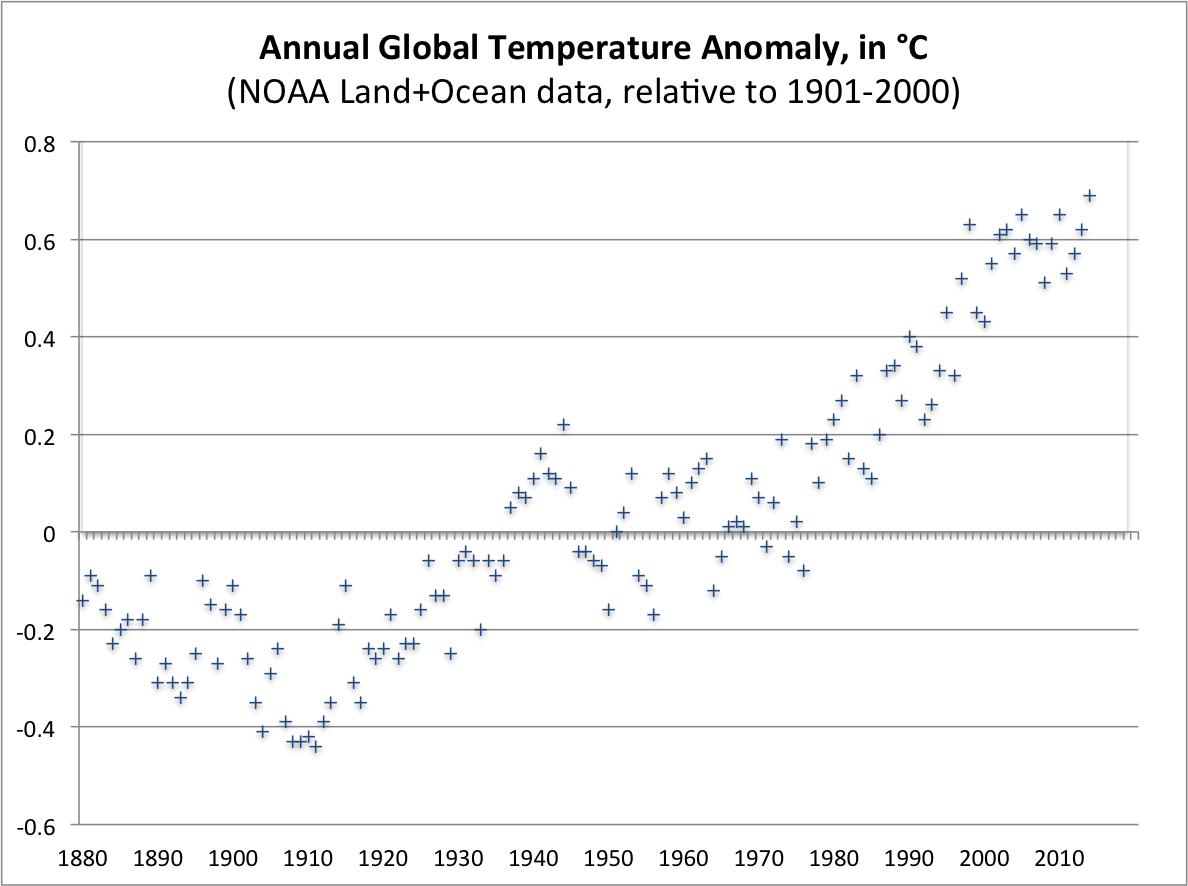 Annual Global Temperature Anomaly, in °C
(NOAA Land+Ocean data, relative to 1901-2000)
0.8
0.6
0.4
0.2
0
-0.2
-0.4
-0.6
1880 1890 1900 1910 1920 1930 1940 1950 1960 1970 1980 1990 2000 2010